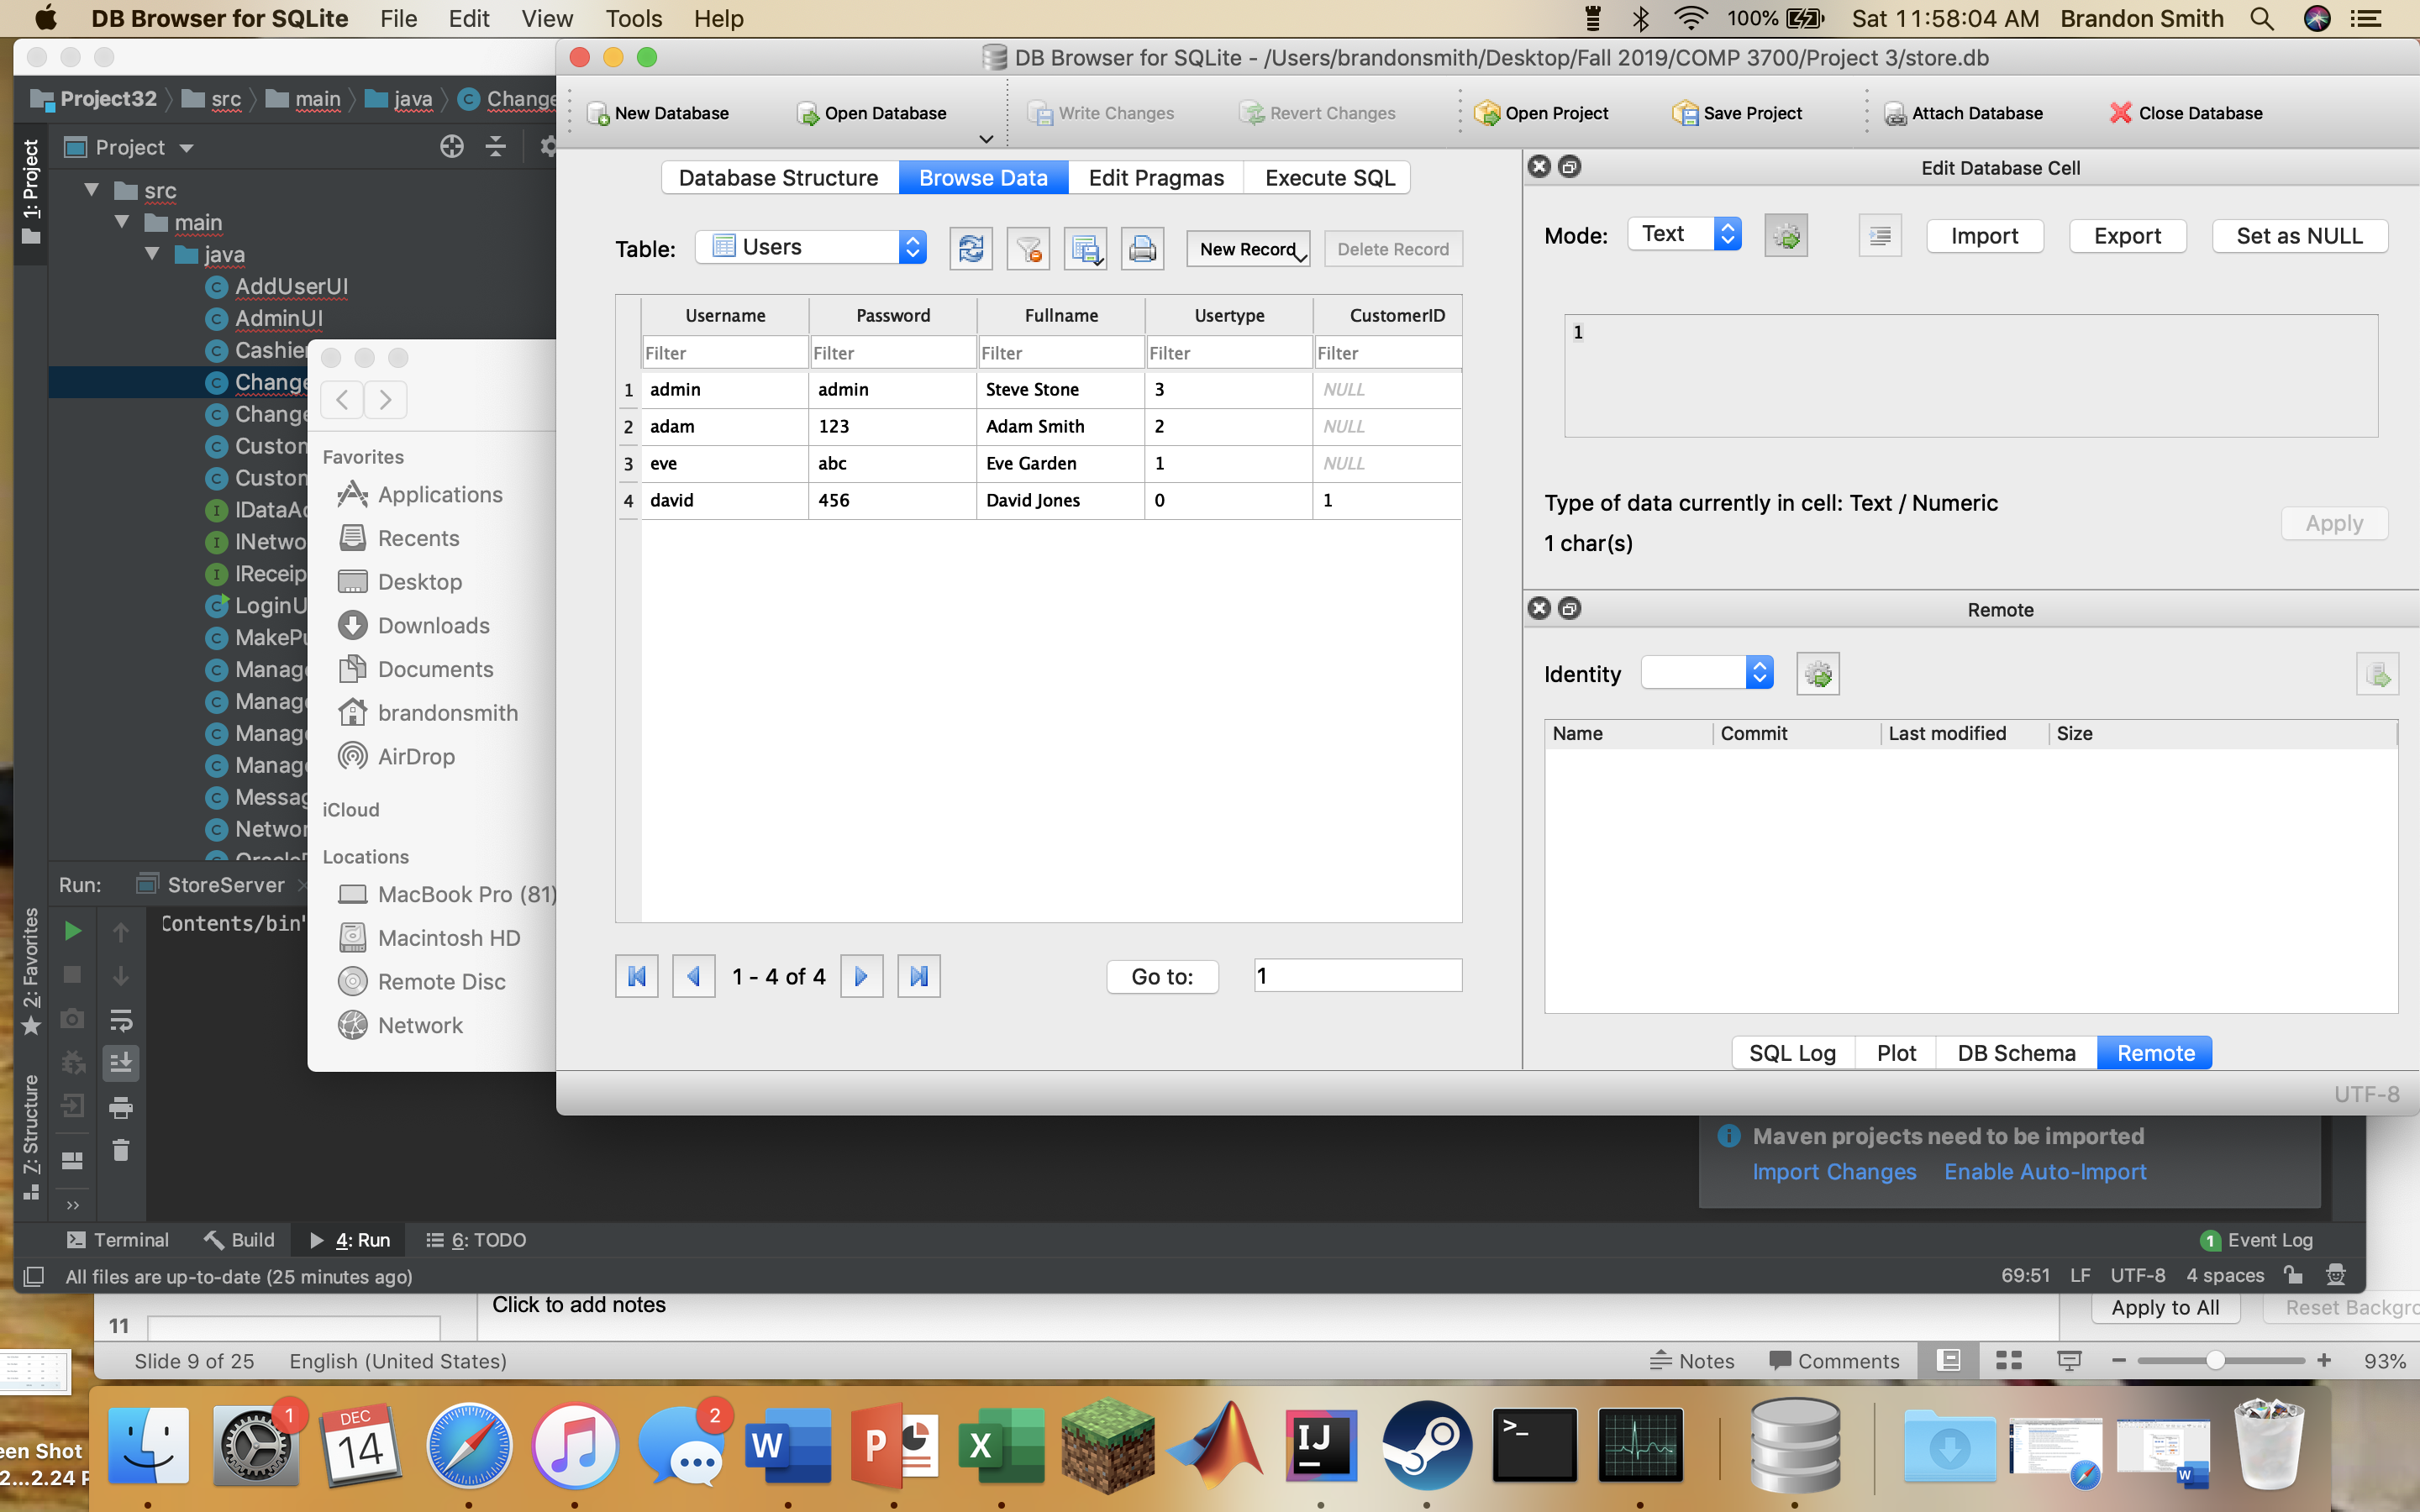 DB Browser for SQLite File Edit View Tools Help 100% Sat 11:58:04 AM Brandon Smith
DB Browser for SQLite - /Users/brandonsmith/Desktop/Fall 2019/COMP 3700/Project 3/store.db
Project32 src main java Change
New Database Open Database Write Changes Revert Changes Open Project Save Project Attach Database Close Database
1: Project
Project
src
main
java
AddUserUI
AdminUI
Cashier
Change
Change
Custom
Custom
IDataAc
INetwo
IReceip
LoginU
MakePu
Manage
Manage
Manage
Manage
Messag
Networ
Favorites
Applications
Recents
Desktop
Downloads
Documents
brandonsmith
AirDrop
iCloud
Locations
MacBook Pro (81)
Macintosh HD
Remote Disc
Network
Database Structure Browse Data Edit Pragmas Execute SQL
Table: Users New Record Delete Record
Username Password Fullname Usertype CustomerID
Filter Filter Filter Filter Filter
1 admin admin Steve Stone 3 NULL
2 adam 123 Adam Smith 2 NULL
3 eve abc Eve Garden 1 NULL
4 david 456 David Jones 0 1
1 - 4 of 4 Go to: 1
Edit Database Cell
Mode: Text Import Export Set as NULL
1
Type of data currently in cell: Text / Numeric
1 char(s)
Apply
Remote
Identity
Name Commit Last modified Size
SQL Log Plot DB Schema Remote
UTF-8
Run: StoreServer
Contents/bin"
2: Favorites
7: Structure
Maven projects need to be imported
Import Changes Enable Auto-Import
Terminal Build 4: Run 6: TODO 1 Event Log
All files are up-to-date (25 minutes ago) 69:51 LF UTF-8 4 spaces
Click to add notes
11
Apply to All Reset Backgro
Slide 9 of 25 English (United States) Notes Comments 93%
een Shot
2...2.24 P
1
DEC
14
2
W
P
X
IJ
>_
W